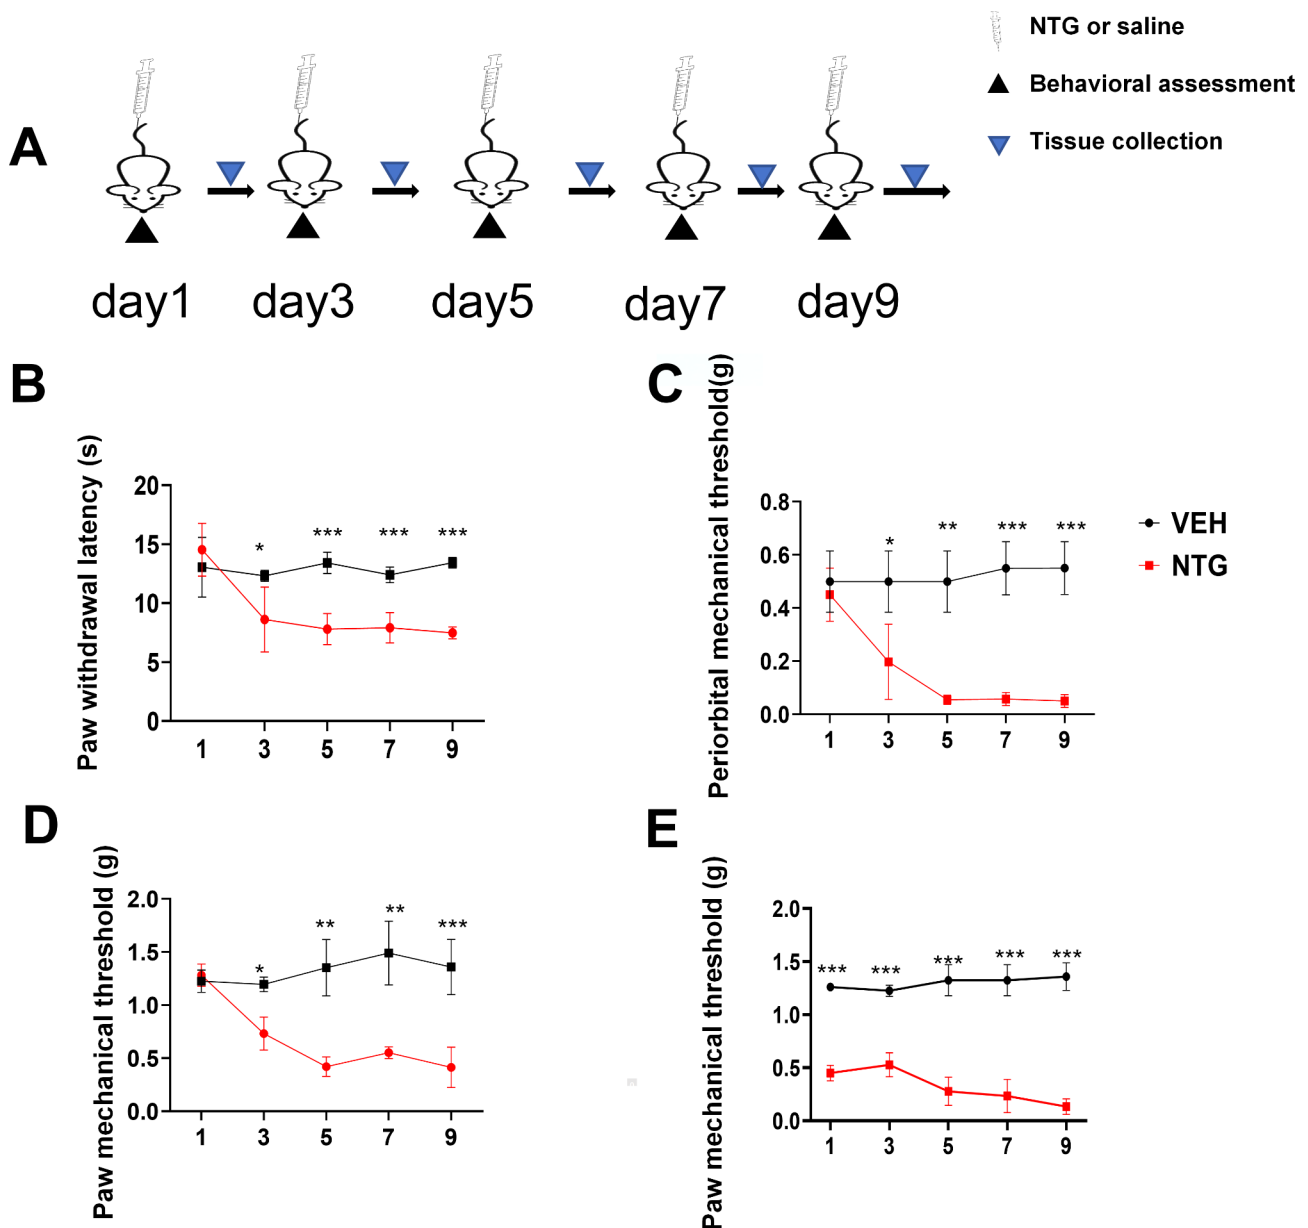 NTG or saline
Behavioral assessment
Tissue collection
A
day1 day3 day5 day7 day9
B
Paw withdrawal latency (s)
20
15
10
5
0
* *** *** ***
1 3 5 7 9
C
Periorbital mechanical threshold(g)
0.8
0.6
0.4
0.2
0.0
* ** *** ***
1 3 5 7 9
VEH
NTG
D
Paw mechanical threshold (g)
2.0
1.5
1.0
0.5
0.0
* ** ** ***
1 3 5 7 9
E
Paw mechanical threshold (g)
2.0
1.5
1.0
0.5
0.0
*** *** *** *** ***
1 3 5 7 9